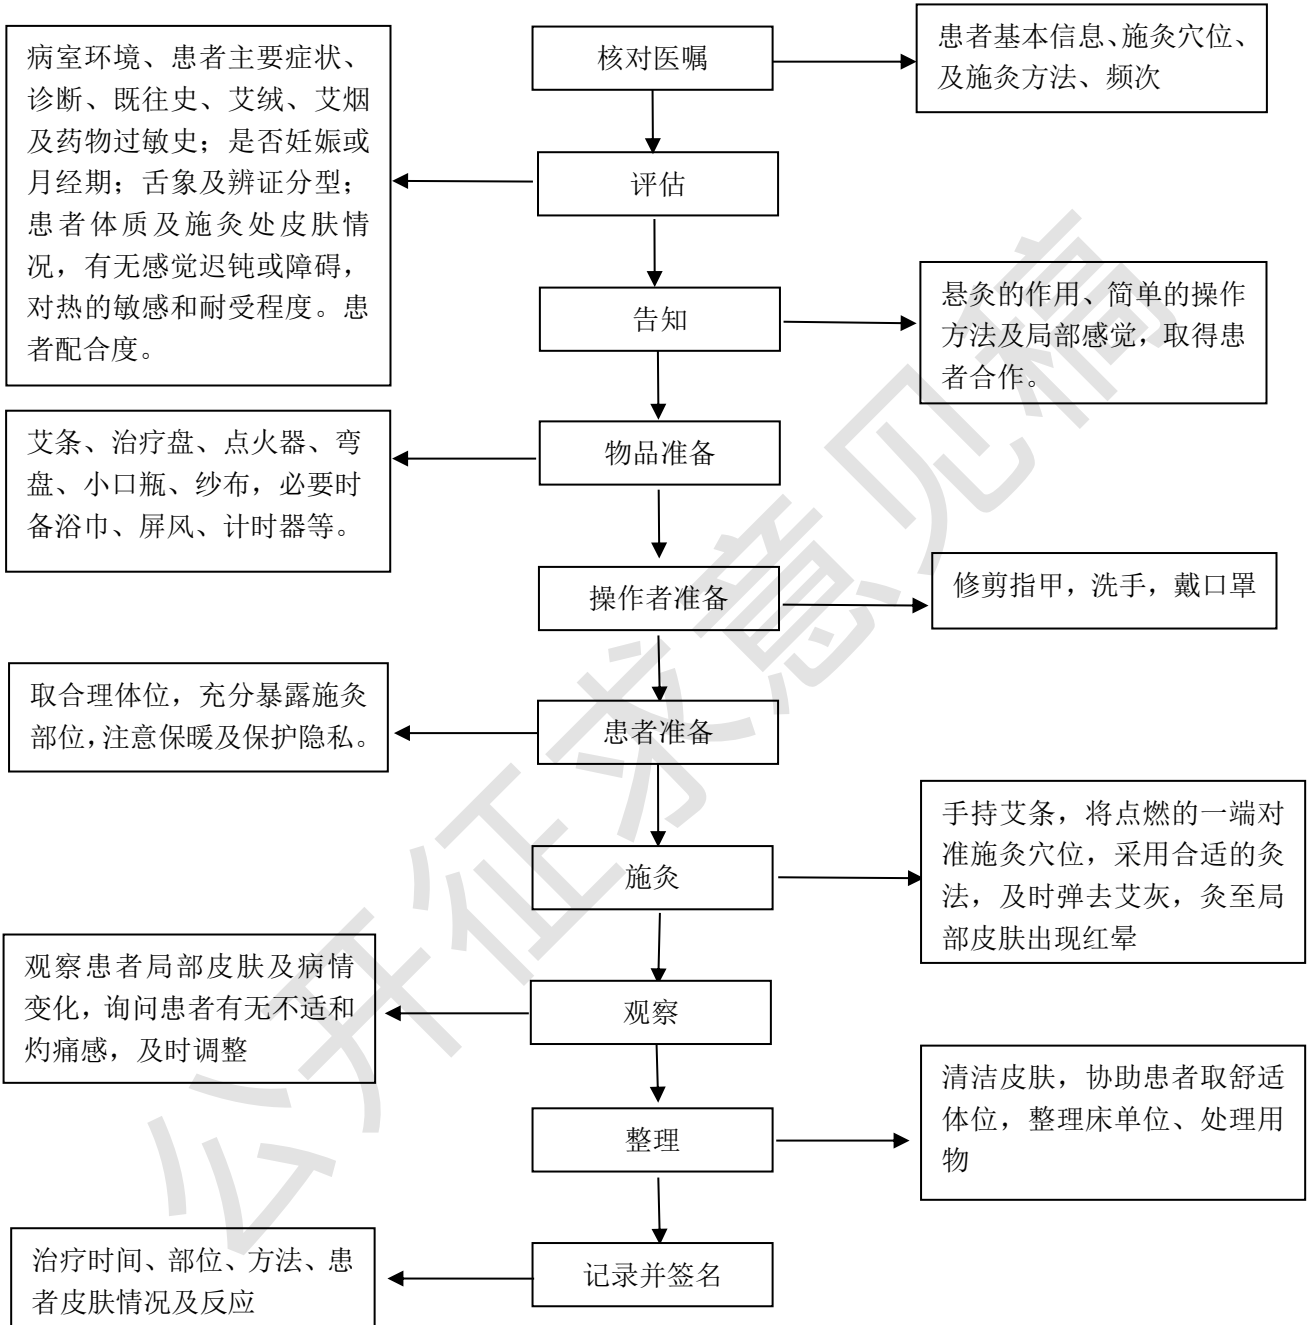 核对医嘱
患者基本信息、施灸穴位、
及施灸方法、频次
病室环境、患者主要症状、
诊断、既往史、艾绒、艾烟
及药物过敏史；是否妊娠或
月经期；舌象及辨证分型；
患者体质及施灸处皮肤情
况，有无感觉迟钝或障碍，
对热的敏感和耐受程度。患
者配合度。
评估
告知
悬灸的作用、简单的操作
方法及局部感觉，取得患
者合作。
艾条、治疗盘、点火器、弯
盘、小口瓶、纱布，必要时
备浴巾、屏风、计时器等。
物品准备
操作者准备
修剪指甲，洗手，戴口罩
取合理体位，充分暴露施灸
部位，注意保暖及保护隐私。
患者准备
施灸
手持艾条，将点燃的一端对
准施灸穴位，采用合适的灸
法，及时弹去艾灰，灸至局
部皮肤出现红晕
观察患者局部皮肤及病情
变化，询问患者有无不适和
灼痛感，及时调整
观察
整理
清洁皮肤，协助患者取舒适
体位，整理床单位、处理用
物
治疗时间、部位、方法、患
者皮肤情况及反应
记录并签名
公开征求意见稿